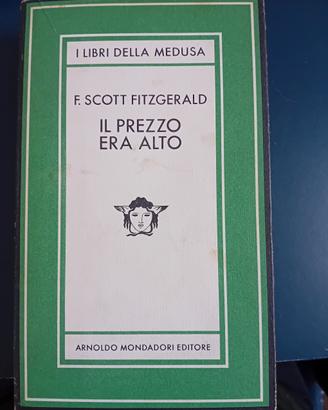 I LIBRI DELLA MEDUSA
F. SCOTT FITZGERALD
IL PREZZO
ERA ALTO
ARNOLDO MONDADORI EDITORE